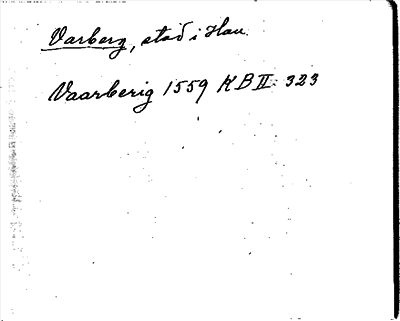 Varberg, stad i Hall.
Vaarberig 1559 KB II: 323